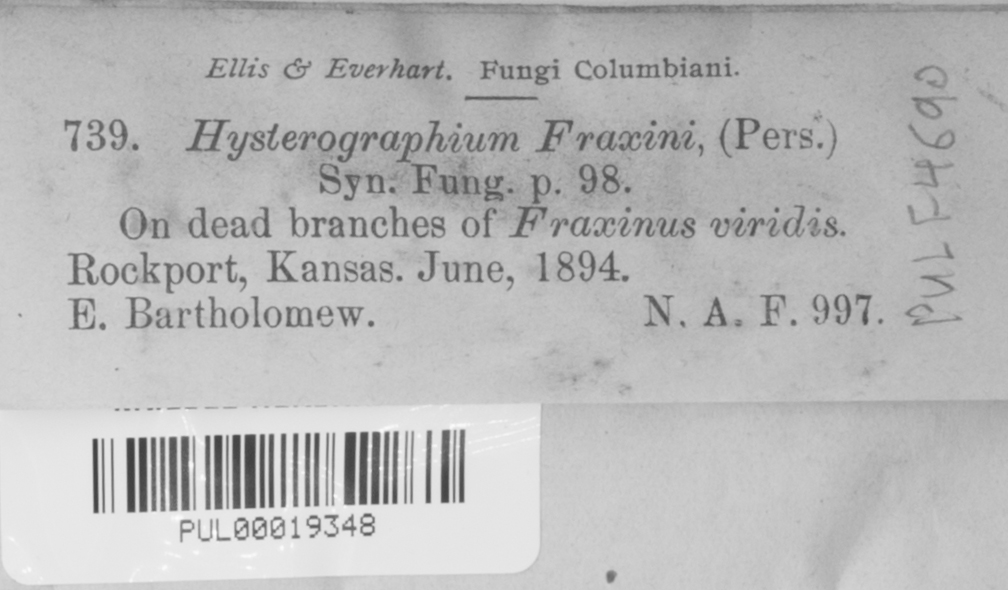 Ellis & Everhart. Fungi Columbiani.
739. Hysterographium Fraxini, (Pers.)
Syn. Fung. p. 98.
On dead branches of Fraxinus viridis.
Rockport, Kansas. June, 1894.
E. Bartholomew. N. A. F. 997.
PUL F4690
PUL00019348